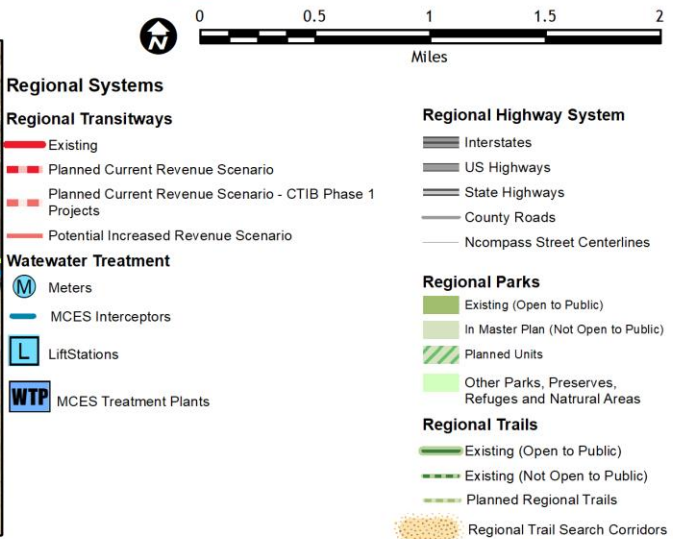 N
0 0.5 1 1.5 2
Miles
Regional Systems
Regional Transitways
Existing
Planned Current Revenue Scenario
Planned Current Revenue Scenario - CTIB Phase 1
Projects
Potential Increased Revenue Scenario
Watewater Treatment
M Meters
MCES Interceptors
L LiftStations
WTP MCES Treatment Plants
Regional Highway System
Interstates
US Highways
State Highways
County Roads
Ncompass Street Centerlines
Regional Parks
Existing (Open to Public)
In Master Plan (Not Open to Public)
Planned Units
Other Parks, Preserves,
Refuges and Natrural Areas
Regional Trails
Existing (Open to Public)
Existing (Not Open to Public)
Planned Regional Trails
Regional Trail Search Corridors